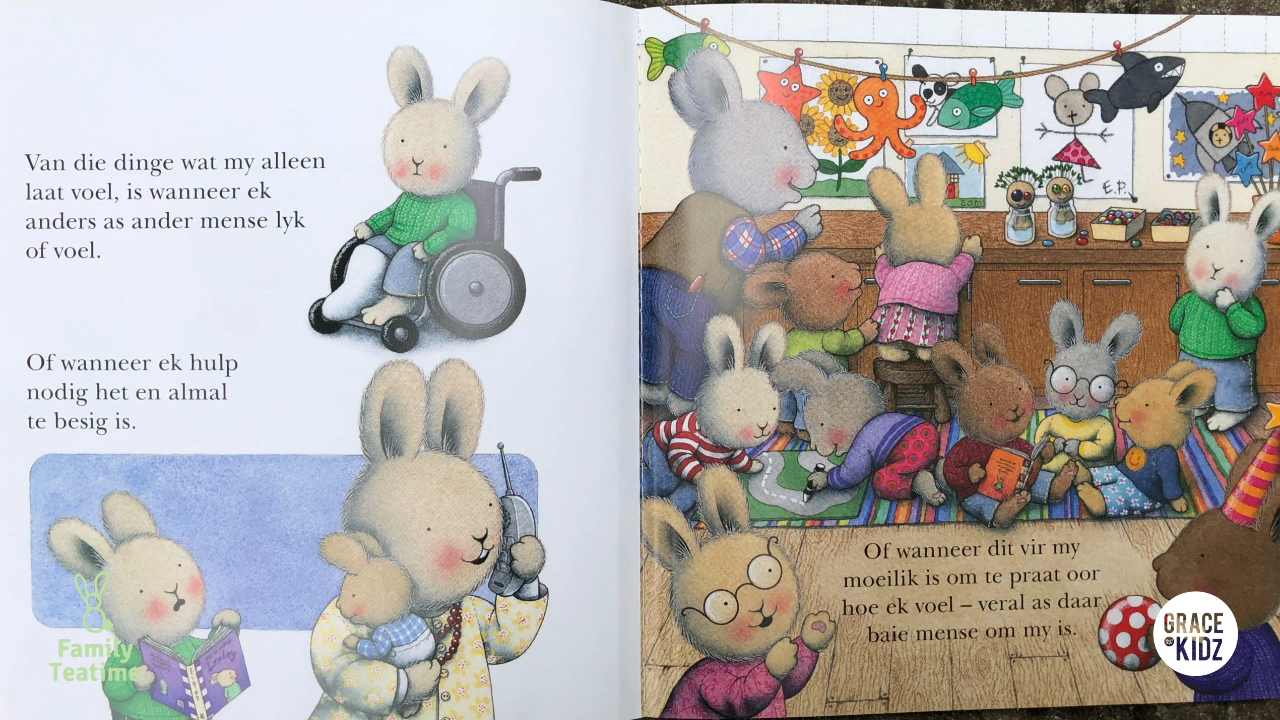 Van die dinge wat my alleen
laat voel, is wanneer ek
anders as ander mense lyk
of voel.
Of wanneer ek hulp
nodig het en almal
te besig is.
Family
Teatime
E.P.
Of wanneer dit vir my
moeilik is om te praat oor
hoe ek voel – veral as daar
baie mense om my is.
GRACE
KIDZ